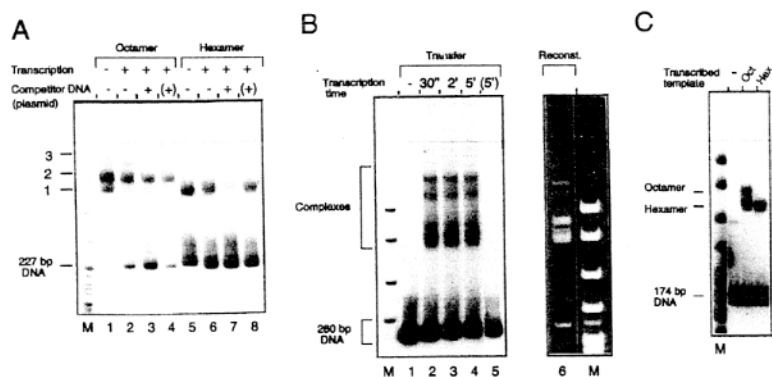 A
Octamer Hexamer
Transcription - + + + - + + +
Competitor DNA - - + (+) - - + (+)
(plasmid)
3
2
1
227 bp
DNA
M 1 2 3 4 5 6 7 8
B
Transfer Reconst.
Transcription
time - 30" 2' 5' (5')
Complexes
260 bp
DNA
M 1 2 3 4 5 6 M
C
Transcribed
template - Oct Hex
Octamer
Hexamer
174 bp
DNA
M